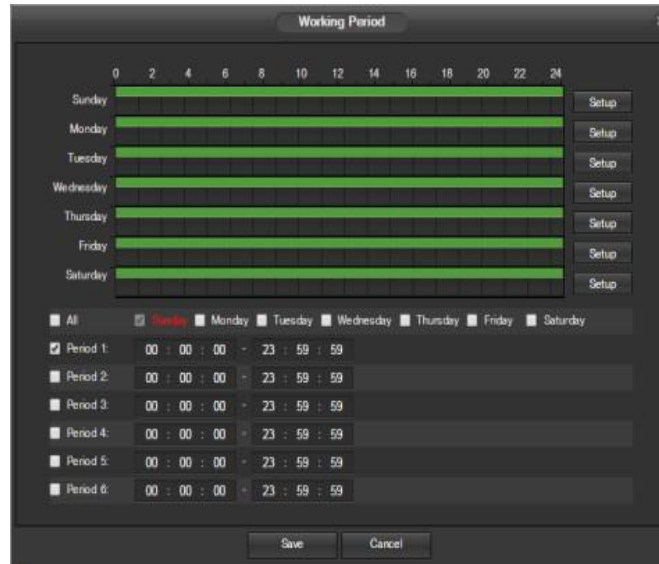 Working Period
0 2 4 6 8 10 12 14 16 18 20 22 24
Sunday Setup
Monday Setup
Tuesday Setup
Wednesday Setup
Thursday Setup
Friday Setup
Saturday Setup
All Sunday Monday Tuesday Wednesday Thursday Friday Saturday
Period 1: 00 : 00 : 00 - 23 : 59 : 59
Period 2: 00 : 00 : 00 - 23 : 59 : 59
Period 3: 00 : 00 : 00 - 23 : 59 : 59
Period 4: 00 : 00 : 00 - 23 : 59 : 59
Period 5: 00 : 00 : 00 - 23 : 59 : 59
Period 6: 00 : 00 : 00 - 23 : 59 : 59
Save Cancel